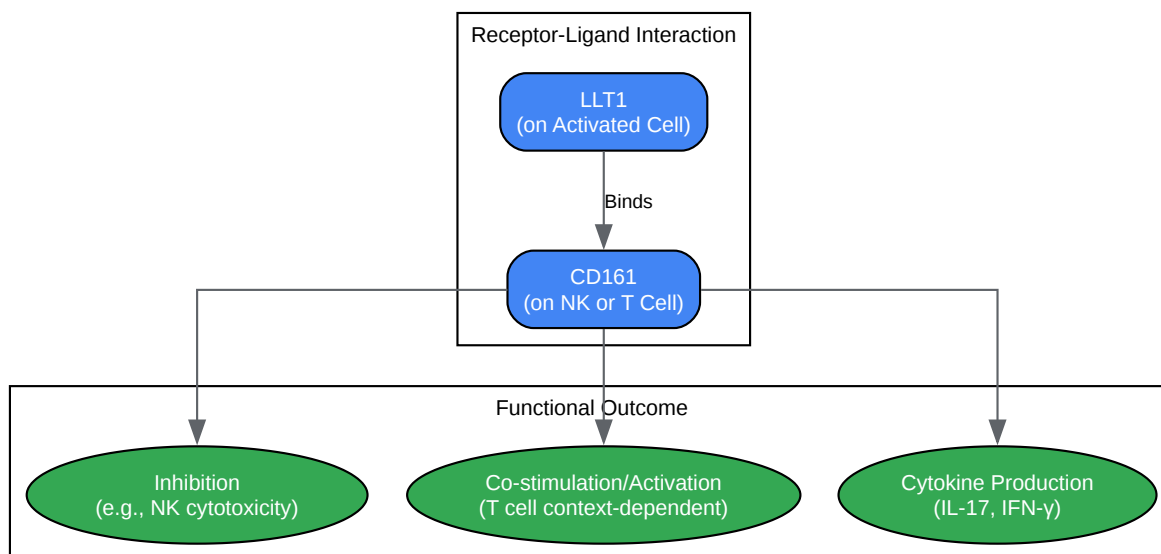 Receptor-Ligand Interaction
LLT1
(on Activated Cell)
Binds
CD161
(on NK or T Cell)
Functional Outcome
Inhibition
(e.g., NK cytotoxicity)
Co-stimulation/Activation
(T cell context-dependent)
Cytokine Production
(IL-17, IFN-γ)